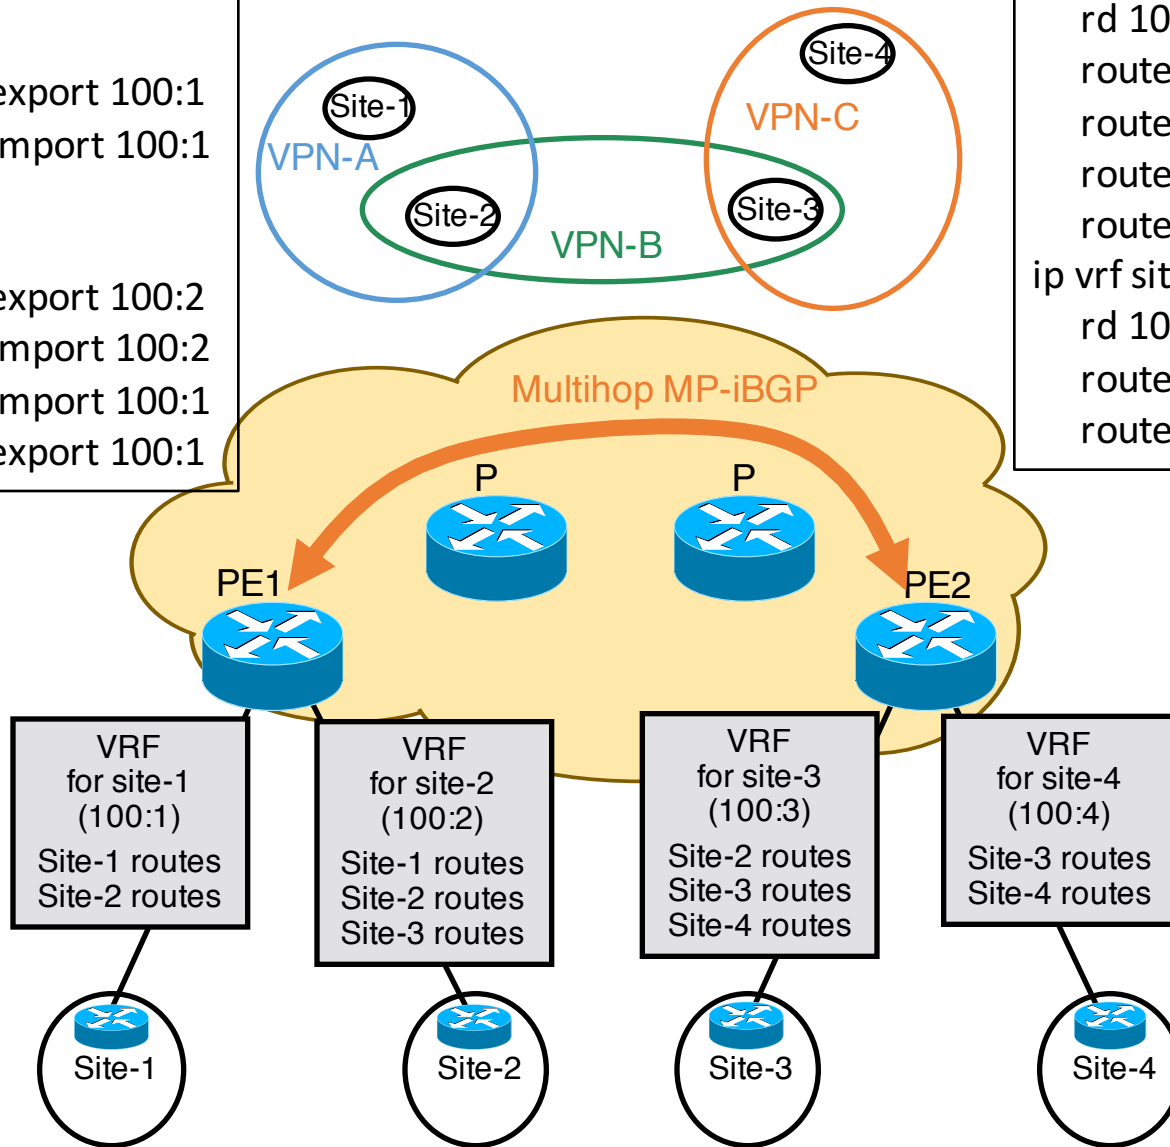 export 100:1
import 100:1
export 100:2
import 100:2
import 100:1
export 100:1
Site-1
VPN-A
Site-2
VPN-B
Site-4
VPN-C
Site-3
rd 10
route
route
route
route
ip vrf sit
rd 10
route
route
Multihop MP-iBGP
P
P
PE1
PE2
VRF
for site-1
(100:1)
Site-1 routes
Site-2 routes
VRF
for site-2
(100:2)
Site-1 routes
Site-2 routes
Site-3 routes
VRF
for site-3
(100:3)
Site-2 routes
Site-3 routes
Site-4 routes
VRF
for site-4
(100:4)
Site-3 routes
Site-4 routes
Site-1
Site-2
Site-3
Site-4